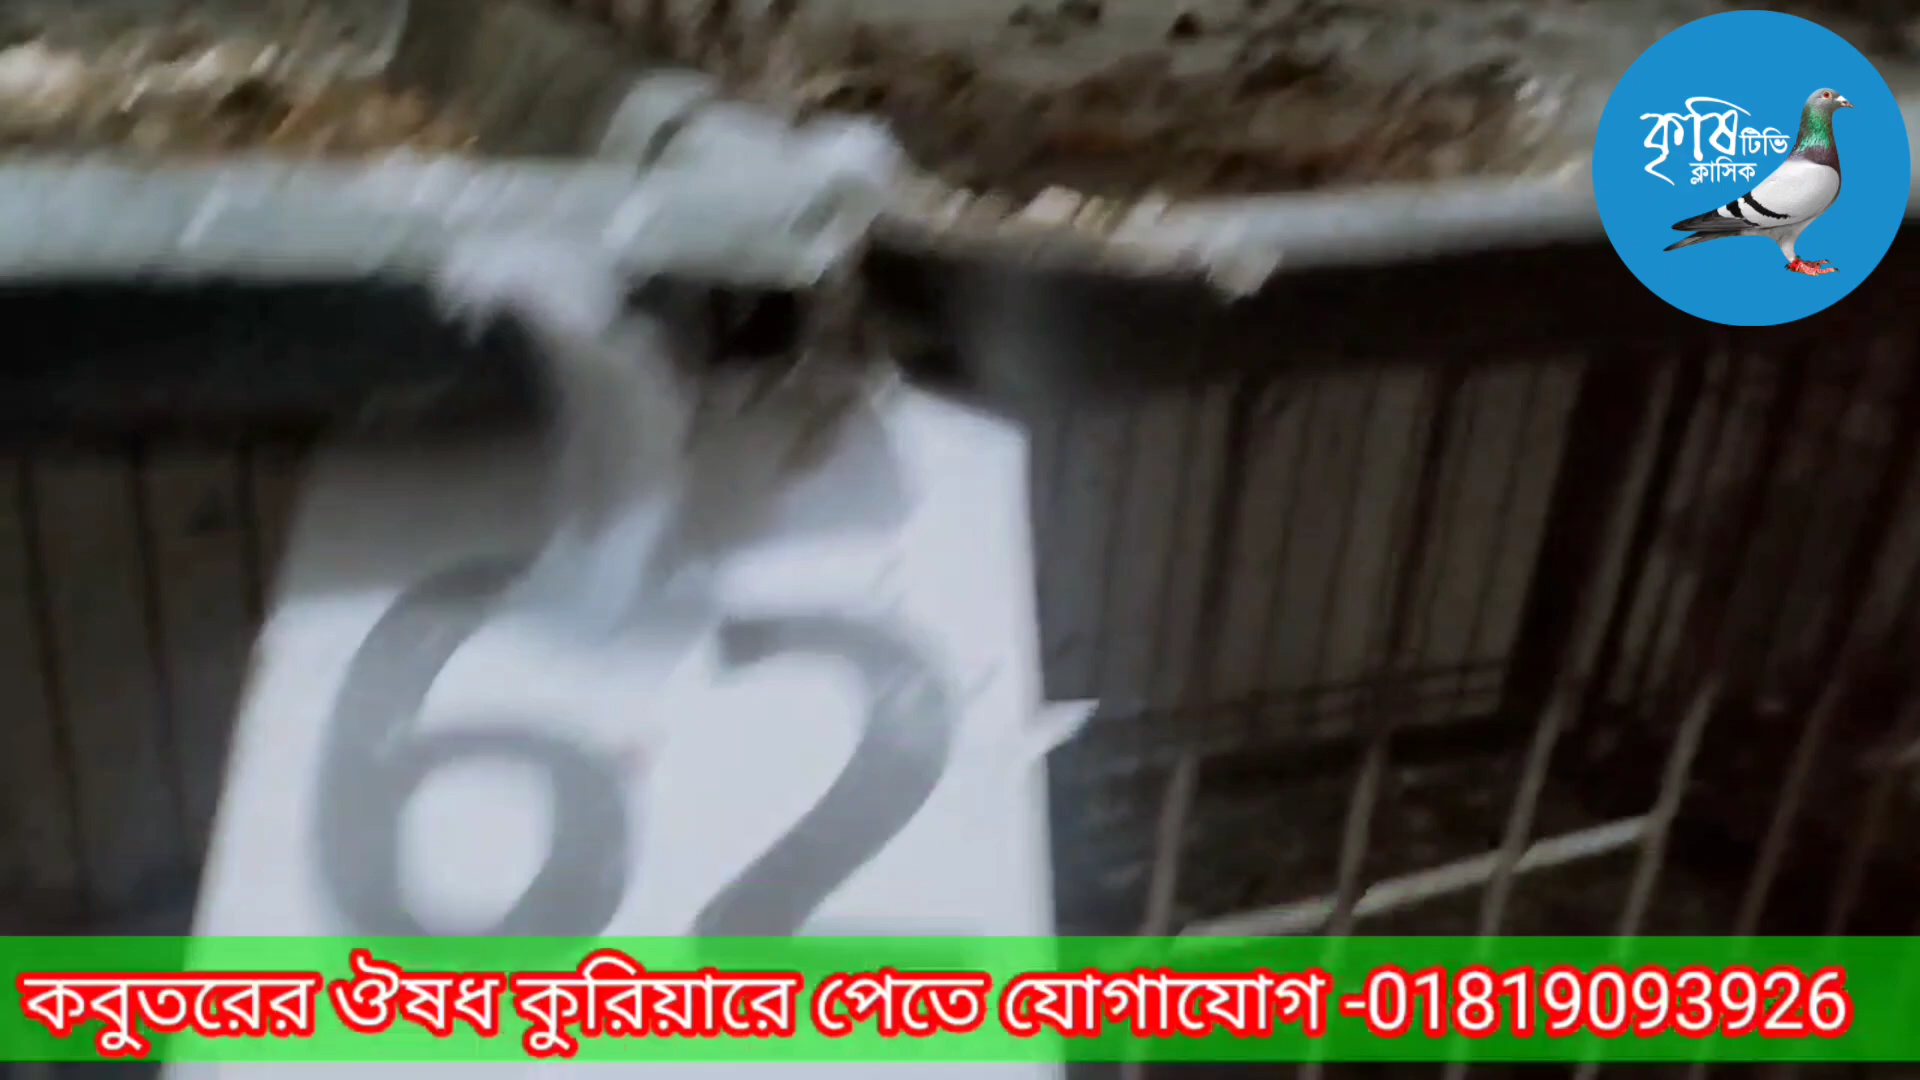 কৃষি টিভি
ক্লাসিক
62
কবুতরের ঔষধ কুরিয়ারে পেতে যোগাযোগ -01819093926